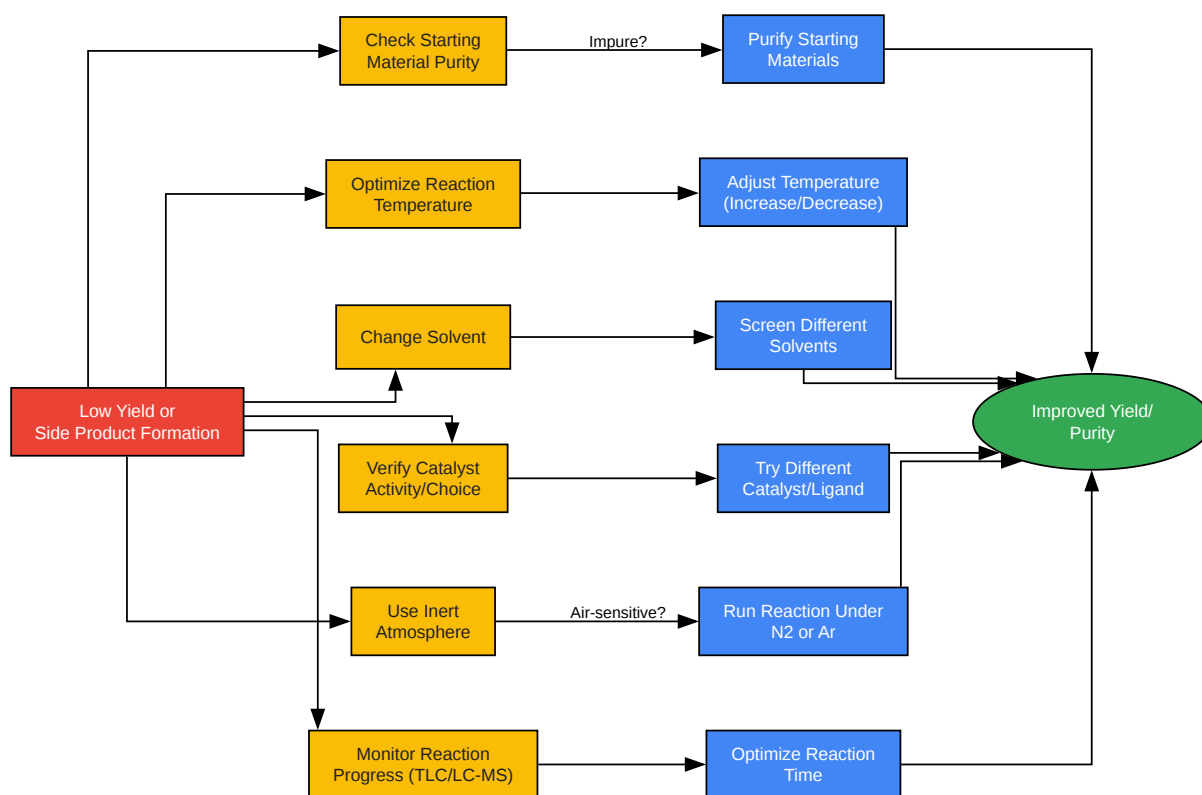 Check Starting
Material Purity
Impure?
Purify Starting
Materials
Optimize Reaction
Temperature
Adjust Temperature
(Increase/Decrease)
Change Solvent
Screen Different
Solvents
Low Yield or
Side Product Formation
Improved Yield/
Purity
Verify Catalyst
Activity/Choice
Try Different
Catalyst/Ligand
Use Inert
Atmosphere
Air-sensitive?
Run Reaction Under
N2 or Ar
Monitor Reaction
Progress (TLC/LC-MS)
Optimize Reaction
Time